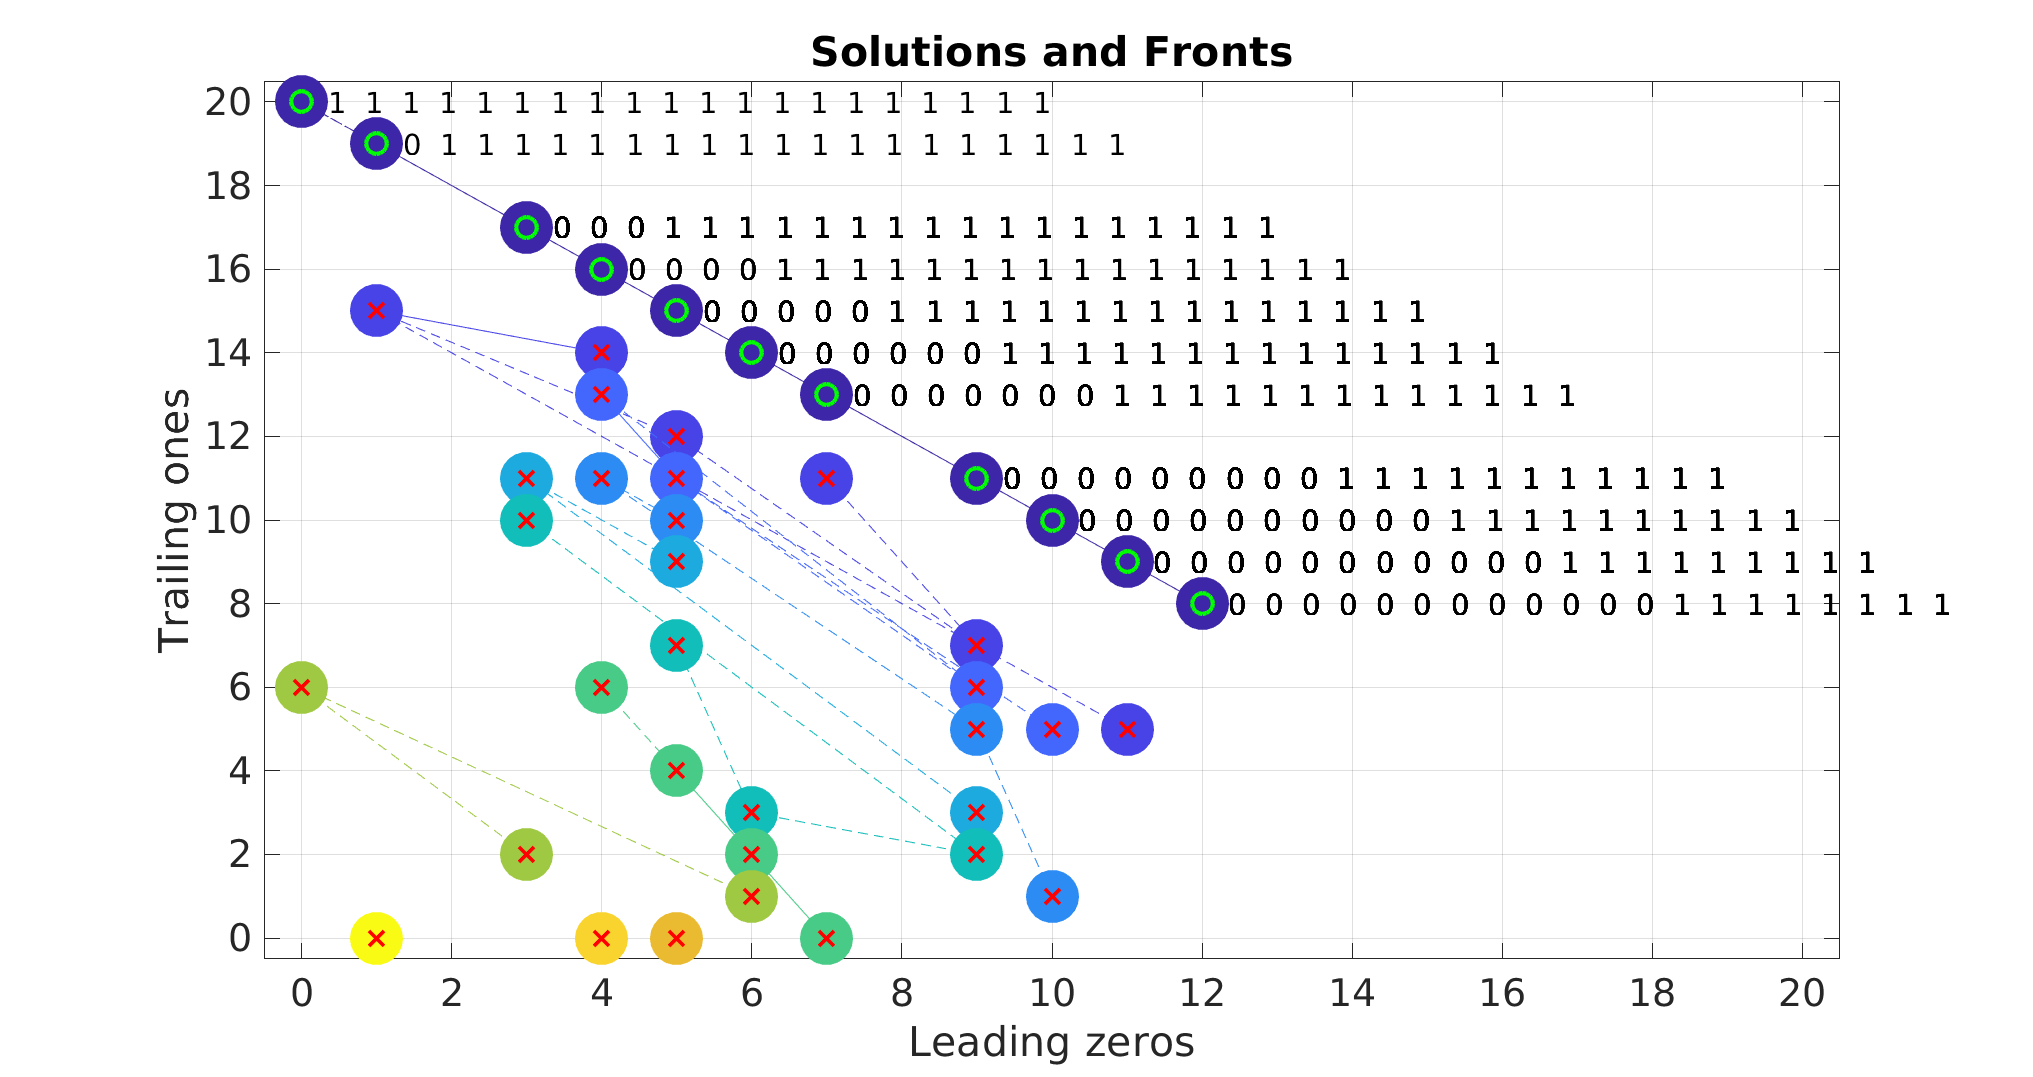 Solutions and Fronts
20
1 1 1 1 1 1 1 1 1 1 1 1 1 1 1 1 1 1 1 1
0 1 1 1 1 1 1 1 1 1 1 1 1 1 1 1 1 1 1 1
18
0 0 0 1 1 1 1 1 1 1 1 1 1 1 1 1 1 1 1 1
16
0 0 0 0 1 1 1 1 1 1 1 1 1 1 1 1 1 1 1 1
0 0 0 0 0 1 1 1 1 1 1 1 1 1 1 1 1 1 1 1
14
0 0 0 0 0 0 1 1 1 1 1 1 1 1 1 1 1 1 1 1
0 0 0 0 0 0 0 1 1 1 1 1 1 1 1 1 1 1 1 1
12
0 0 0 0 0 0 0 0 0 1 1 1 1 1 1 1 1 1 1 1
10
0 0 0 0 0 0 0 0 0 0 1 1 1 1 1 1 1 1 1 1
0 0 0 0 0 0 0 0 0 0 0 1 1 1 1 1 1 1 1 1
8
0 0 0 0 0 0 0 0 0 0 0 0 1 1 1 1 1 1 1 1
6
4
2
0
Trailing ones
0 2 4 6 8 10 12 14 16 18 20
Leading zeros